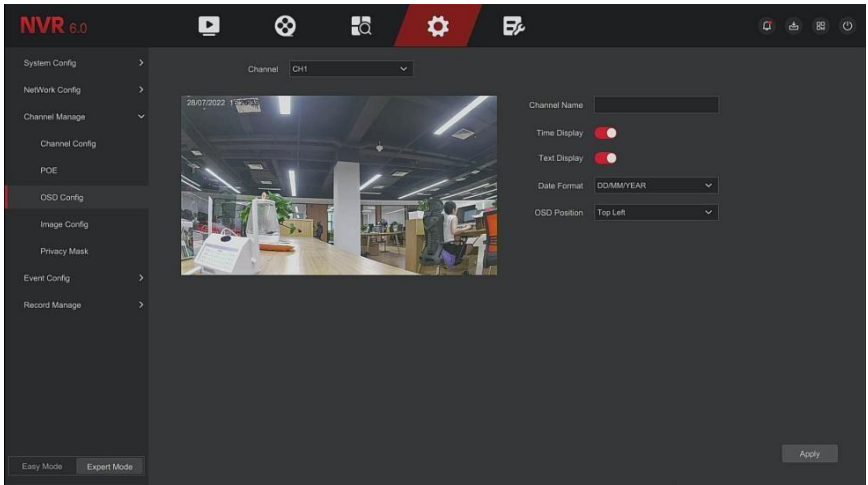 NVR 6.0
System Config
NetWork Config
Channel Manage
Channel Config
POE
OSD Config
Image Config
Privacy Mask
Event Config
Record Manage
Easy Mode
Expert Mode
Channel CH1
28/07/2022
Channel Name
Time Display
Text Display
Date Format DD/MM/YEAR
OSD Position Top Left
Apply